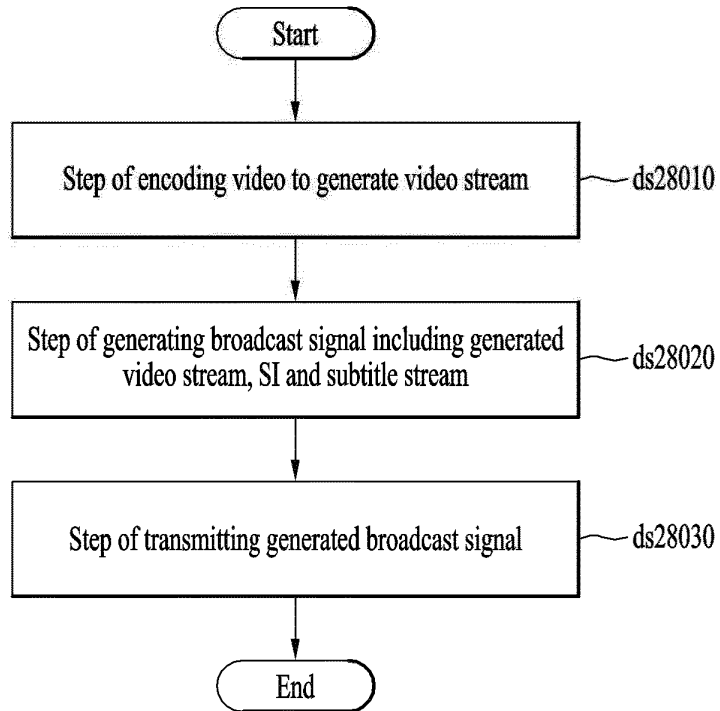 Start
Step of encoding video to generate video stream
ds28010
Step of generating broadcast signal including generated
video stream, SI and subtitle stream
ds28020
Step of transmitting generated broadcast signal
ds28030
End